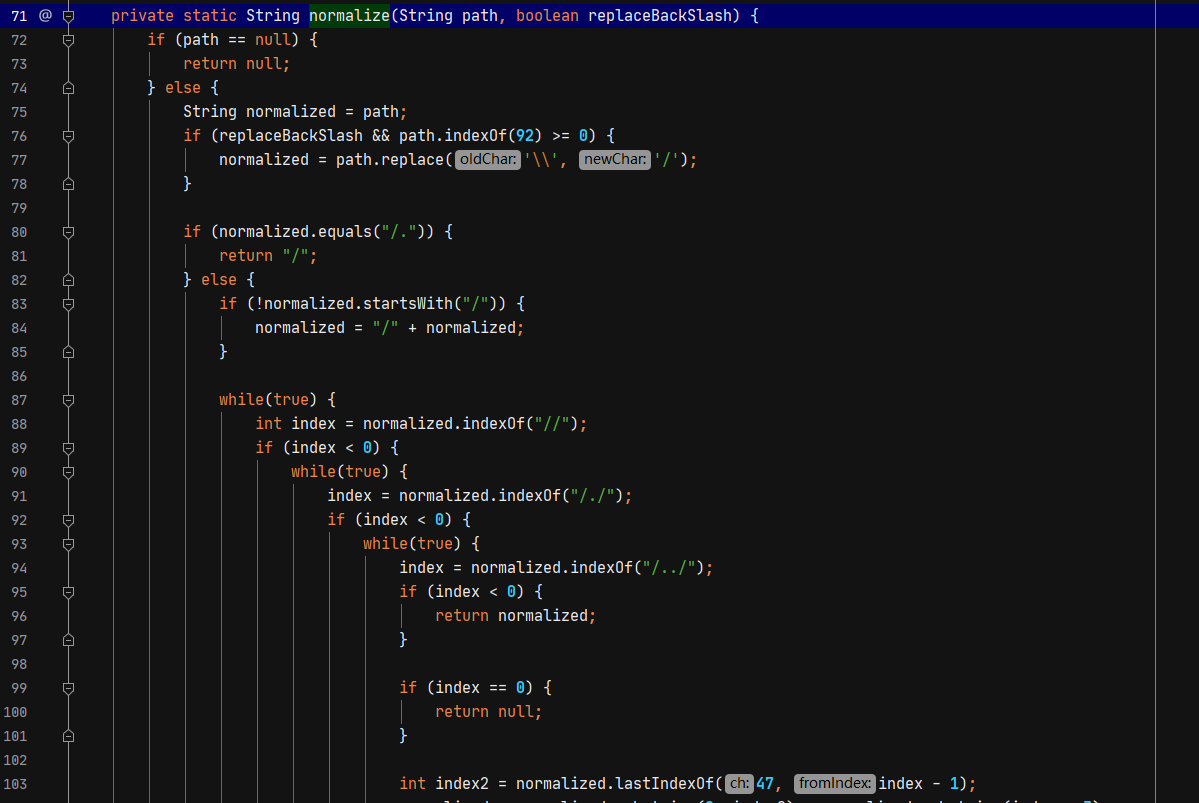 71 @ private static String normalize(String path, boolean replaceBackSlash) {
72 if (path == null) {
73 return null;
74 } else {
75 String normalized = path;
76 if (replaceBackSlash && path.indexOf(92) >= 0) {
77 normalized = path.replace( oldChar: '\\', newChar: '/');
78 }
79
80 if (normalized.equals("/.")) {
81 return "/";
82 } else {
83 if (!normalized.startsWith("/")) {
84 normalized = "/" + normalized;
85 }
86
87 while(true) {
88 int index = normalized.indexOf("//");
89 if (index < 0) {
90 while(true) {
91 index = normalized.indexOf("/./");
92 if (index < 0) {
93 while(true) {
94 index = normalized.indexOf("/../");
95 if (index < 0) {
96 return normalized;
97 }
98
99 if (index == 0) {
100 return null;
101 }
102
103 int index2 = normalized.lastIndexOf( ch: 47, fromIndex: index - 1);